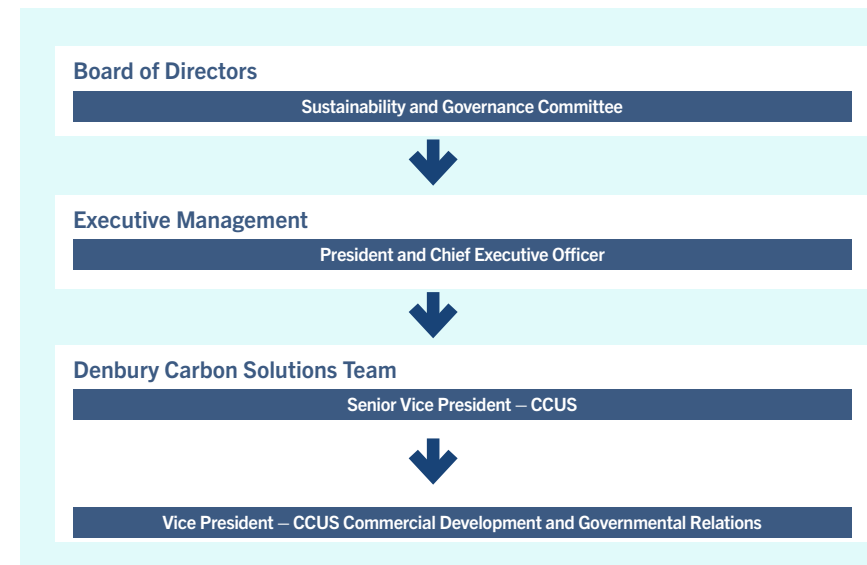 Board of Directors
Sustainability and Governance Committee
Executive Management
President and Chief Executive Officer
Denbury Carbon Solutions Team
Senior Vice President – CCUS
Vice President – CCUS Commercial Development and Governmental Relations